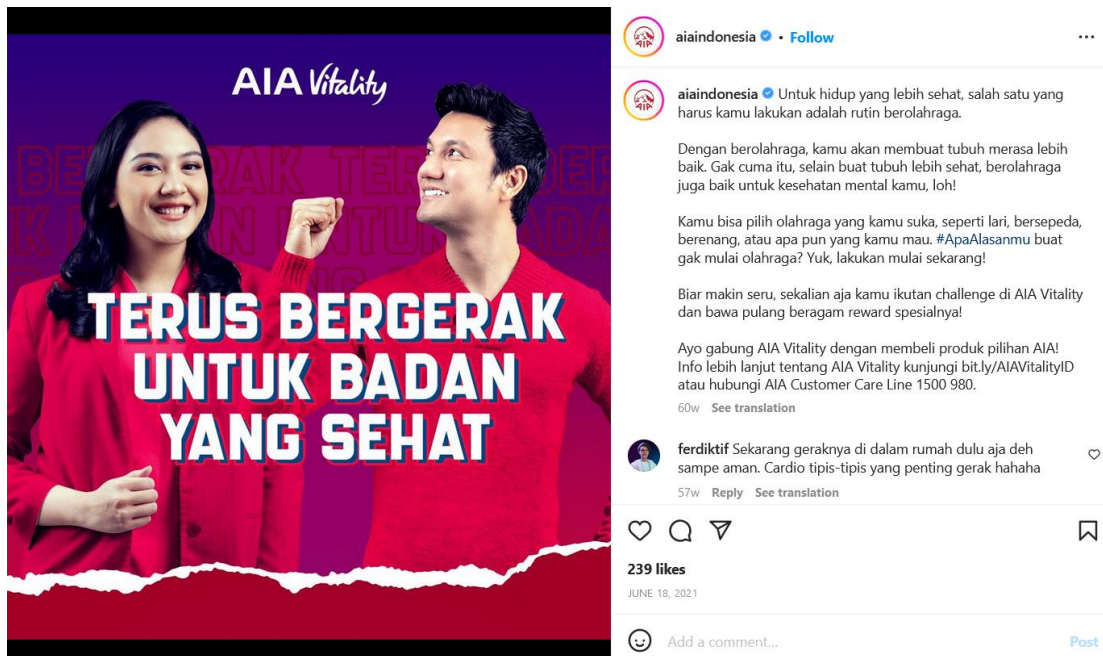 AIA Vitality
TERUS BERGERAK
UNTUK BADAN
YANG SEHAT
aiaindonesia • Follow
aiaindonesia Untuk hidup yang lebih sehat, salah satu yang
harus kamu lakukan adalah rutin berolahraga.
Dengan berolahraga, kamu akan membuat tubuh merasa lebih
baik. Gak cuma itu, selain buat tubuh lebih sehat, berolahraga
juga baik untuk kesehatan mental kamu, loh!
Kamu bisa pilih olahraga yang kamu suka, seperti lari, bersepeda,
berenang, atau apa pun yang kamu mau. #ApaAlasanmu buat
gak mulai olahraga? Yuk, lakukan mulai sekarang!
Biar makin seru, sekalian aja kamu ikutan challenge di AIA Vitality
dan bawa pulang beragam reward spesialnya!
Ayo gabung AIA Vitality dengan membeli produk pilihan AIA!
Info lebih lanjut tentang AIA Vitality kunjungi bit.ly/AIAVitalityID
atau hubungi AIA Customer Care Line 1500 980.
60w See translation
ferdiktif Sekarang geraknya di dalam rumah dulu aja deh
sampe aman. Cardio tipis-tipis yang penting gerak hahaha
57w Reply See translation
239 likes
JUNE 18, 2021
Add a comment... Post